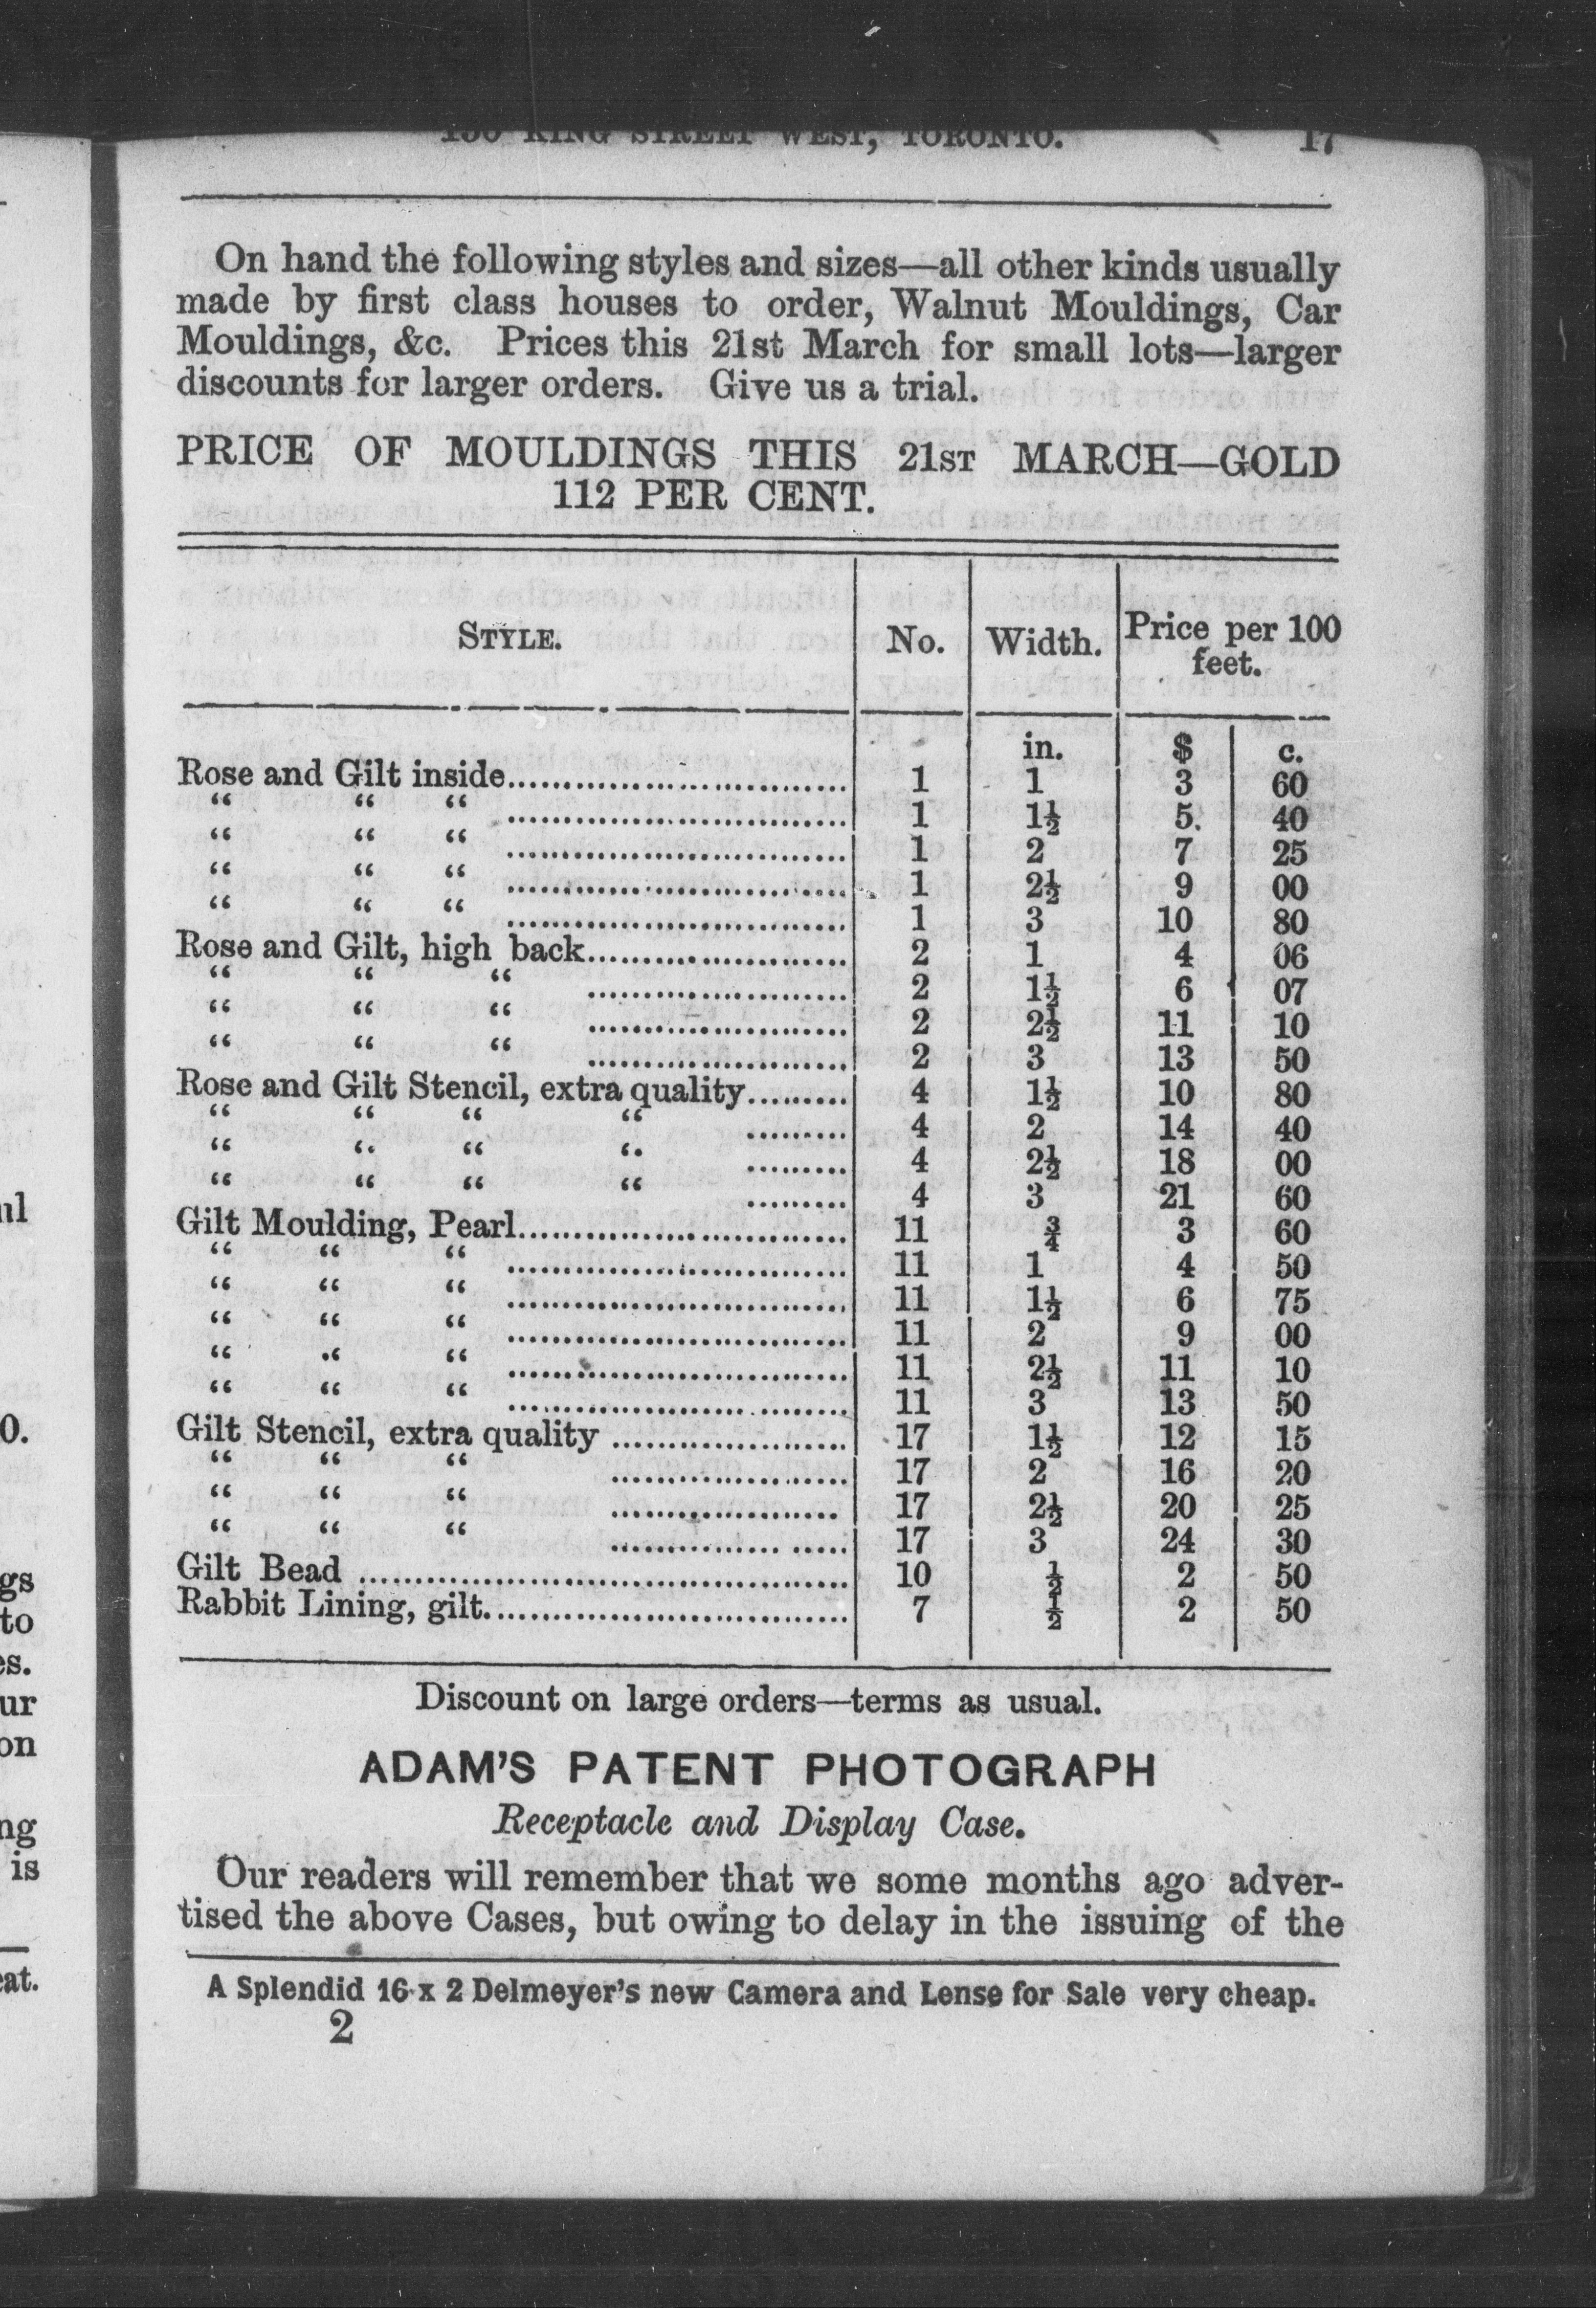 150 KING STREET WEST, TORONTO. 17
On hand the following styles and sizes—all other kinds usually
made by first class houses to order, Walnut Mouldings, Car
Mouldings, &c. Prices this 21st March for small lots—larger
discounts for larger orders. Give us a trial.
PRICE OF MOULDINGS THIS 21ST MARCH—GOLD
112 PER CENT.
STYLE. No. Width. Price per 100 feet.
in. $ c.
Rose and Gilt inside.................... 1 1 3 60
“ “ “ .................... 1 1½ 5. 40
“ “ “ .................... 1 2 7 25
“ “ “ .................... 1 2½ 9 00
“ “ “ .................... 1 3 10 80
Rose and Gilt, high back.................... 2 1 4 06
“ “ “ .................... 2 1½ 6 07
“ “ “ .................... 2 2½ 11 10
“ “ “ .................... 2 3 13 50
Rose and Gilt Stencil, extra quality......... 4 1½ 10 80
“ “ “ “ ......... 4 2 14 40
“ “ “ “ ......... 4 2½ 18 00
“ “ “ “ ......... 4 3 21 60
Gilt Moulding, Pearl.................... 11 ¾ 3 60
“ “ “ .................... 11 1 4 50
“ “ “ .................... 11 1½ 6 75
“ “ “ .................... 11 2 9 00
“ “ “ .................... 11 2½ 11 10
“ “ “ .................... 11 3 13 50
Gilt Stencil, extra quality .................... 17 1½ 12 15
“ “ “ .................... 17 2 16 20
“ “ “ .................... 17 2½ 20 25
“ “ “ .................... 17 3 24 30
Gilt Bead .................... 10 ½ 2 50
Rabbit Lining, gilt.................... 7 ½ 2 50
Discount on large orders—terms as usual.
ADAM'S PATENT PHOTOGRAPH
Receptacle and Display Case.
Our readers will remember that we some months ago adver-
tised the above Cases, but owing to delay in the issuing of the
A Splendid 16 x 2 Delmeyer's new Camera and Lense for Sale very cheap.
2